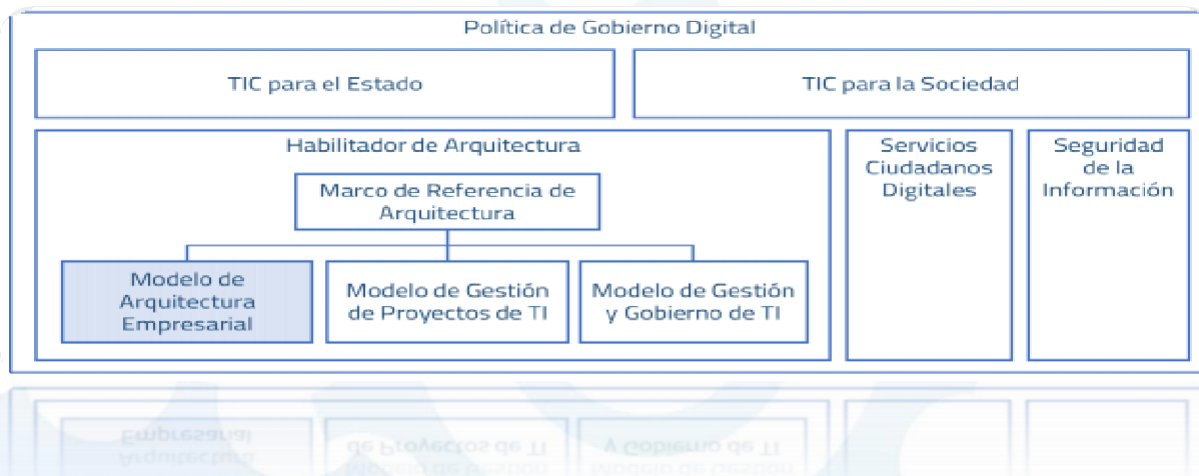 Política de Gobierno Digital
TIC para el Estado
TIC para la Sociedad
Habilitador de Arquitectura
Marco de Referencia de
Arquitectura
Modelo de
Arquitectura
Empresarial
Modelo de Gestión
de Proyectos de TI
Modelo de Gestión
y Gobierno de TI
Servicios
Ciudadanos
Digitales
Seguridad
de la
Información